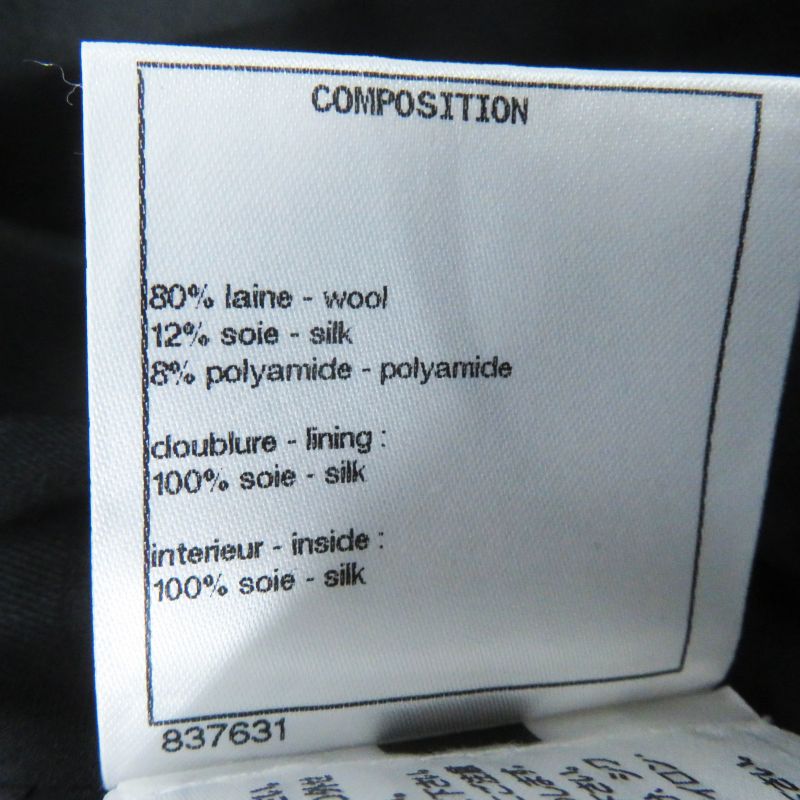 COMPOSITION
80% laine - wool
12% soie - silk
8% polyamide - polyamide
doublure - lining :
100% soie - silk
interieur - inside :
100% soie - silk
837631